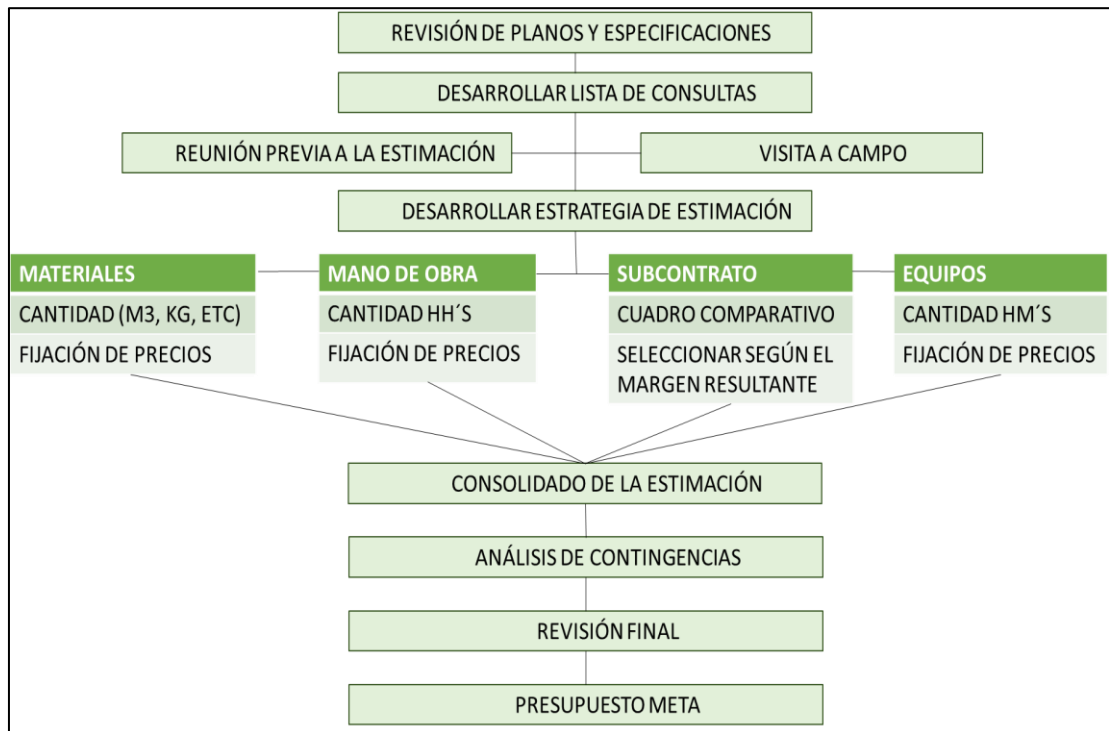 REVISIÓN DE PLANOS Y ESPECIFICACIONES
DESARROLLAR LISTA DE CONSULTAS
REUNIÓN PREVIA A LA ESTIMACIÓN
VISITA A CAMPO
DESARROLLAR ESTRATEGIA DE ESTIMACIÓN
MATERIALES
CANTIDAD (M3, KG, ETC)
FIJACIÓN DE PRECIOS
MANO DE OBRA
CANTIDAD HH´S
FIJACIÓN DE PRECIOS
SUBCONTRATO
CUADRO COMPARATIVO
SELECCIONAR SEGÚN EL
MARGEN RESULTANTE
EQUIPOS
CANTIDAD HM´S
FIJACIÓN DE PRECIOS
CONSOLIDADO DE LA ESTIMACIÓN
ANÁLISIS DE CONTINGENCIAS
REVISIÓN FINAL
PRESUPUESTO META